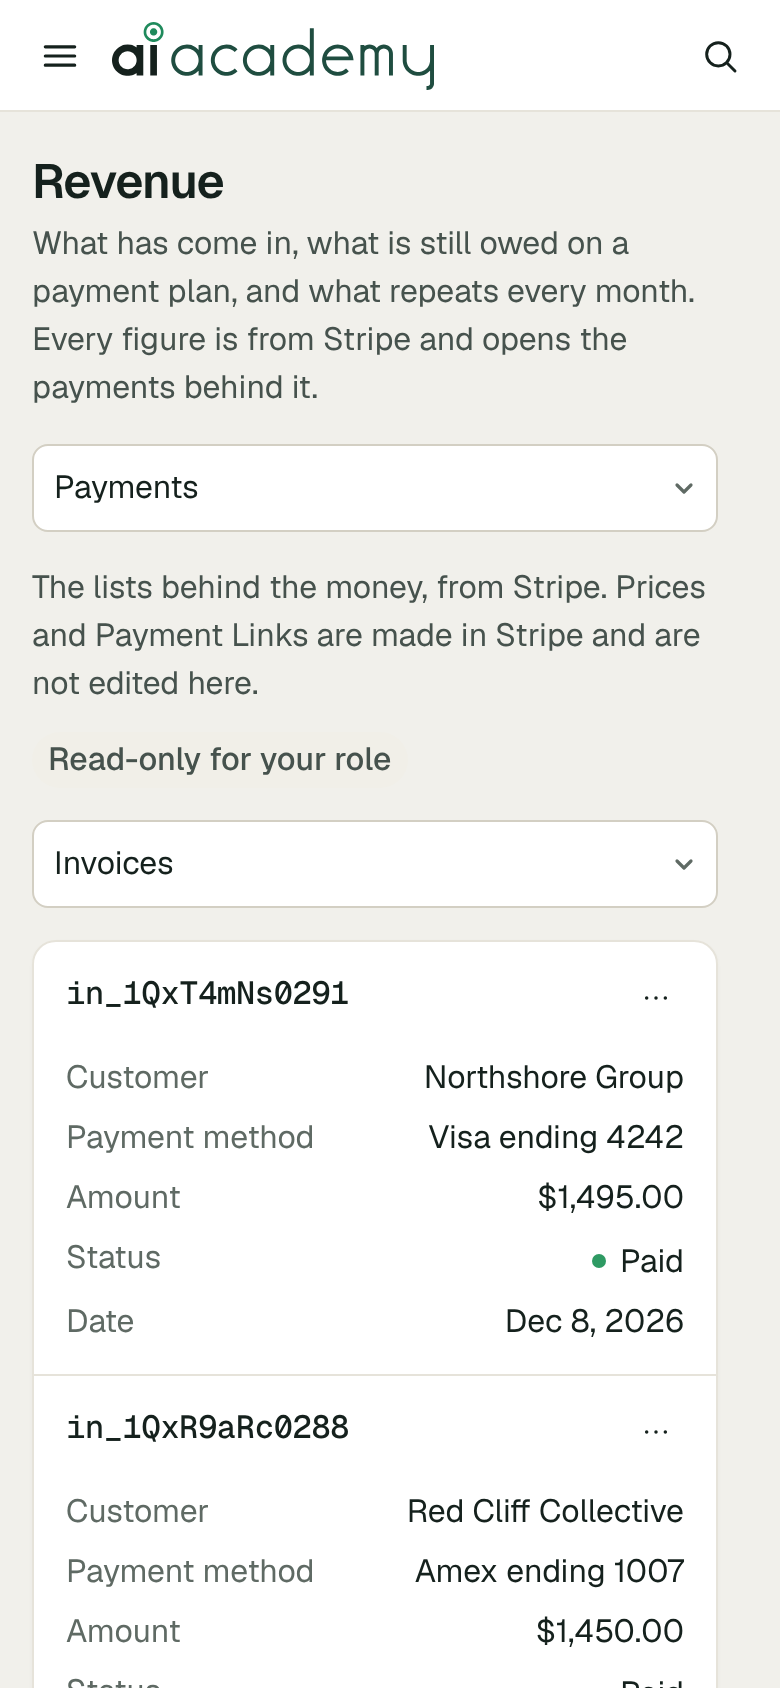 ai academy
Revenue
What has come in, what is still owed on a
payment plan, and what repeats every month.
Every figure is from Stripe and opens the
payments behind it.
Payments
The lists behind the money, from Stripe. Prices
and Payment Links are made in Stripe and are
not edited here.
Read-only for your role
Invoices
in_1QxT4mNs0291 ...
Customer Northshore Group
Payment method Visa ending 4242
Amount $1,495.00
Status Paid
Date Dec 8, 2026
in_1QxR9aRc0288 ...
Customer Red Cliff Collective
Payment method Amex ending 1007
Amount $1,450.00
Status Paid